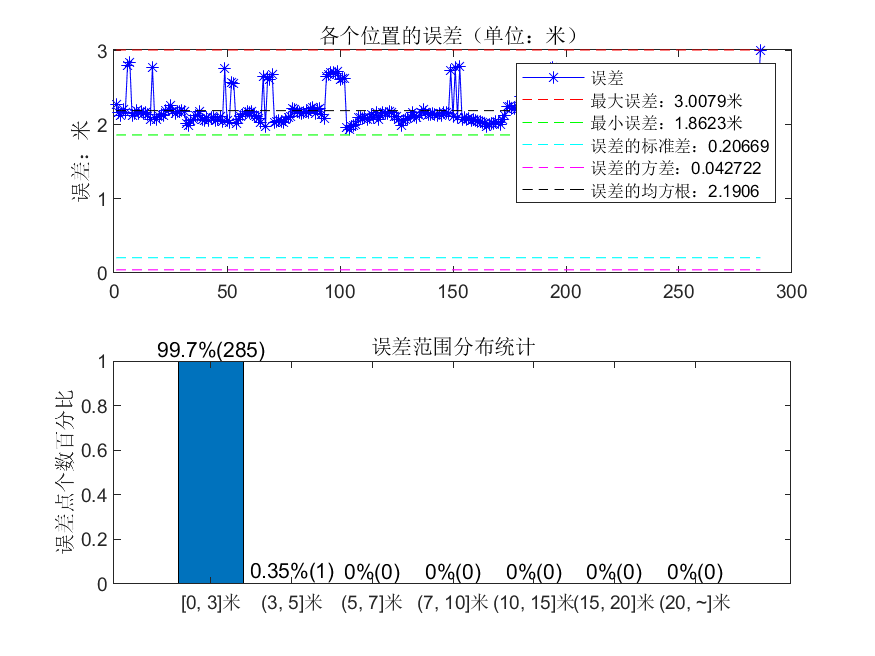 各个位置的误差（单位：米）
3
2
1
0
误差：米
误差
最大误差：3.0079米
最小误差：1.8623米
误差的标准差：0.20669
误差的方差：0.042722
误差的均方根：2.1906
0 50 100 150 200 250 300
误差范围分布统计
99.7%(285)
1
0.8
0.6
0.4
0.2
0
误差点个数百分比
0.35%(1) 0%(0) 0%(0) 0%(0) 0%(0) 0%(0)
[0, 3]米 (3, 5]米 (5, 7]米 (7, 10]米 (10, 15]米 (15, 20]米 (20, ~]米